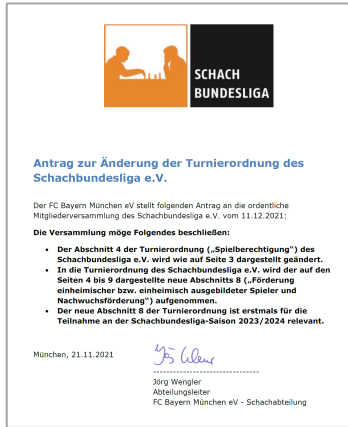 SCHACH
BUNDESLIGA
Antrag zur Änderung der Turnierordnung des
Schachbundesliga e.V.
Der FC Bayern München eV stellt folgenden Antrag an die ordentliche
Mitgliederversammlung des Schachbundesliga e.V. vom 11.12.2021:
Die Versammlung möge Folgendes beschließen:
• Der Abschnitt 4 der Turnierordnung („Spielberechtigung“) des
Schachbundesliga e.V. wird wie auf Seite 3 dargestellt geändert.
• In die Turnierordnung des Schachbundesliga e.V. wird der auf den
Seiten 4 bis 9 dargestellte neue Abschnitts 8 („Förderung
einheimischer bzw. einheimisch ausgebildeter Spieler und
Nachwuchsförderung“) aufgenommen.
• Der neue Abschnitt 8 der Turnierordnung ist erstmals für die
Teilnahme an der Schachbundesliga-Saison 2023/2024 relevant.
München, 21.11.2021
--------------------------------
Jörg Wengler
Abteilungsleiter
FC Bayern München eV - Schachabteilung